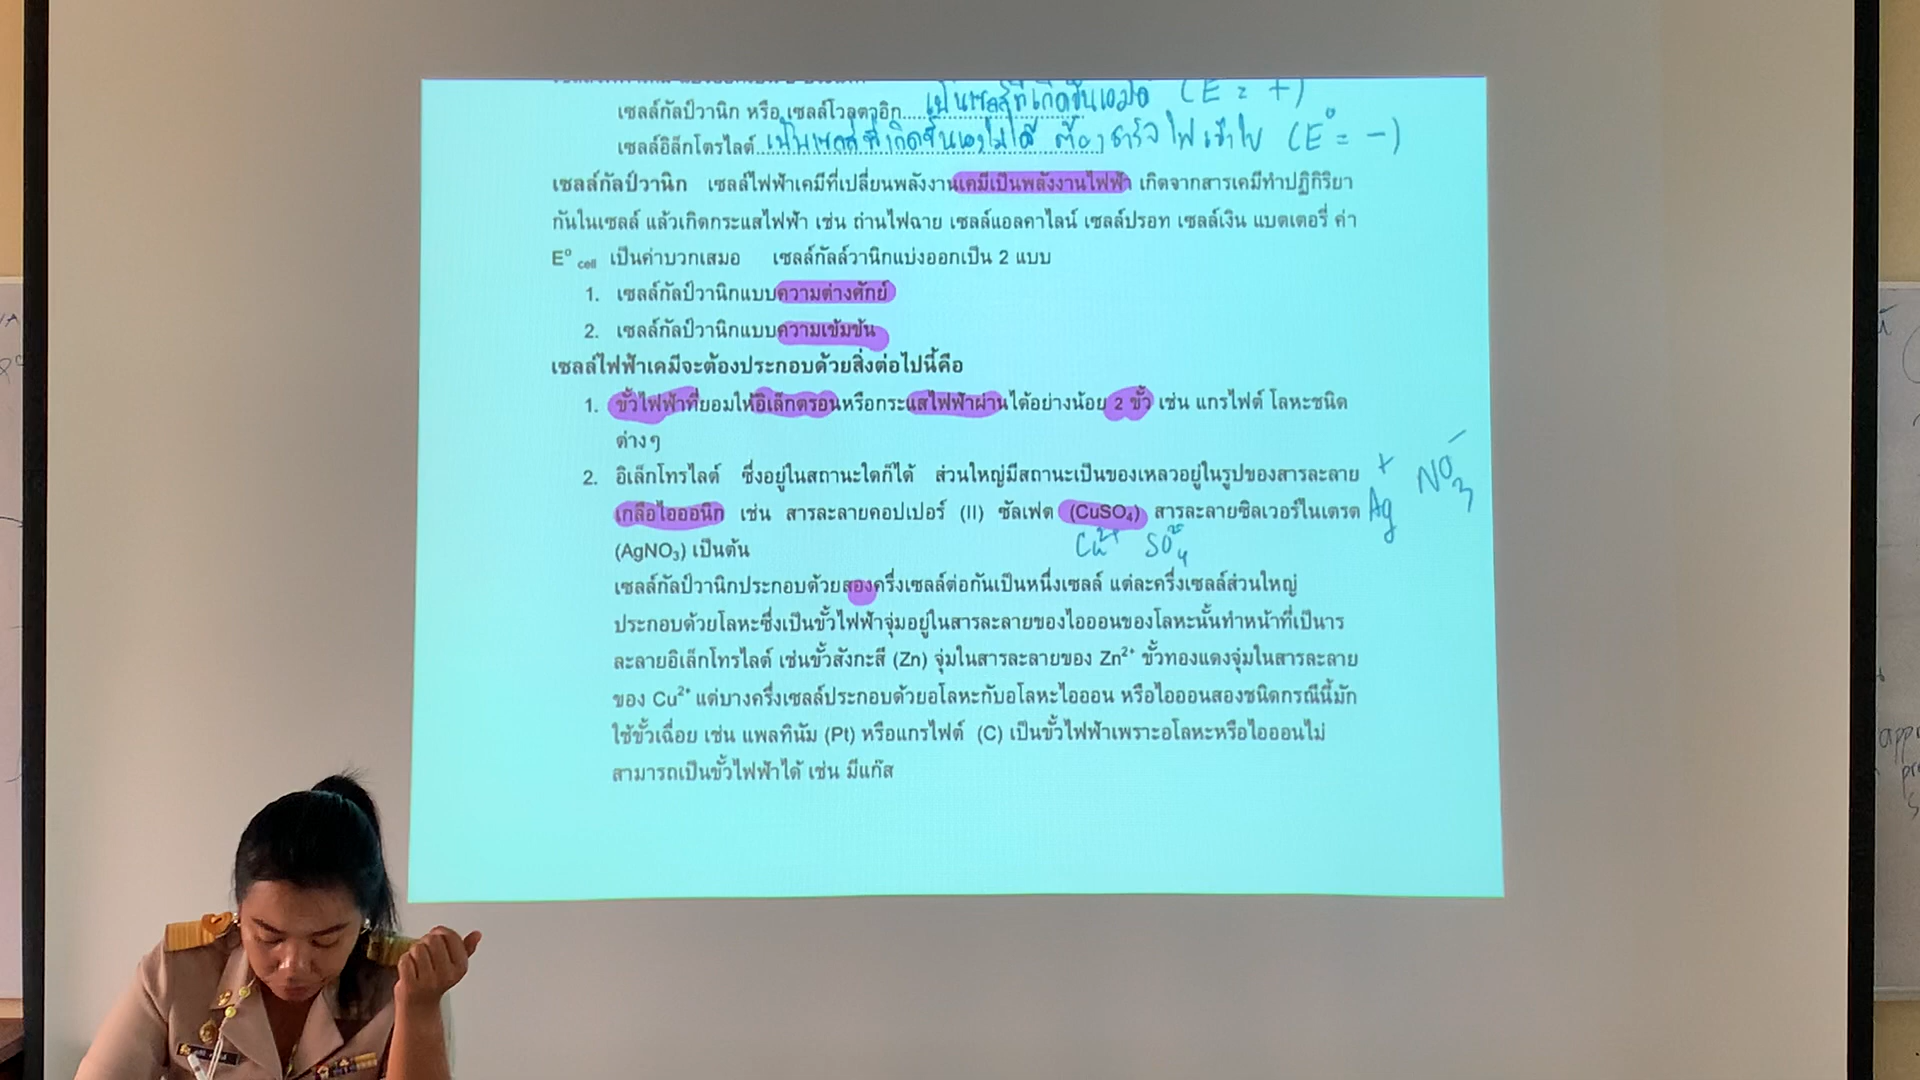 เซลล์กัลป์วานิก หรือ เซลล์โวลตาอิก..........เป็นเซลล์ที่เกิดขึ้นเองได้ (E = +)
เซลล์อิล็กโตรไลต์..เป็นเซลล์ที่เกิดขึ้นเองไม่ได้ ต้องชาร์จไฟเข้าไป (E° = -)
เซลล์กัลป์วานิก เซลล์ไฟฟ้าเคมีที่เปลี่ยนพลังงานเคมีเป็นพลังงานไฟฟ้า เกิดจากสารเคมีทำปฏิกิริยา
กันในเซลล์ แล้วเกิดกระแสไฟฟ้า เช่น ถ่านไฟฉาย เซลล์แอลคาไลน์ เซลล์ปรอท เซลล์เงิน แบตเตอรี่ ค่า
E° cell เป็นค่าบวกเสมอ เซลล์กัลล์วานิกแบ่งออกเป็น 2 แบบ
1. เซลล์กัลป์วานิกแบบความต่างศักย์
2. เซลล์กัลป์วานิกแบบความเข้มข้น
เซลล์ไฟฟ้าเคมีจะต้องประกอบด้วยสิ่งต่อไปนี้คือ
1. ขั้วไฟฟ้าที่ยอมให้อิเล็กตรอนหรือกระแสไฟฟ้าผ่านได้อย่างน้อย 2 ขั้ว เช่น แกรไฟต์ โลหะชนิด
ต่างๆ
2. อิเล็กโทรไลต์ ซึ่งอยู่ในสถานะใดก็ได้ ส่วนใหญ่มีสถานะเป็นของเหลวอยู่ในรูปของสารละลาย
เกลือไอออนิก เช่น สารละลายคอปเปอร์ (II) ซัลเฟต (CuSO₄) สารละลายซิลเวอร์ไนเตรต Ag⁺ NO₃⁻
(AgNO₃) เป็นต้น Cu²⁺ SO₄²⁻
เซลล์กัลป์วานิกประกอบด้วยสองครึ่งเซลล์ต่อกันเป็นหนึ่งเซลล์ แต่ละครึ่งเซลล์ส่วนใหญ่
ประกอบด้วยโลหะซึ่งเป็นขั้วไฟฟ้าจุ่มอยู่ในสารละลายของไอออนของโลหะนั้นทำหน้าที่เป็นาร
ละลายอิเล็กโทรไลต์ เช่นขั้วสังกะสี (Zn) จุ่มในสารละลายของ Zn²⁺ ขั้วทองแดงจุ่มในสารละลาย
ของ Cu²⁺ แต่บางครึ่งเซลล์ประกอบด้วยอโลหะกับอโลหะไอออน หรือไอออนสองชนิดกรณีนี้มัก
ใช้ขั้วเฉื่อย เช่น แพลทินัม (Pt) หรือแกรไฟต์ (C) เป็นขั้วไฟฟ้าเพราะอโลหะหรือไอออนไม่
สามารถเป็นขั้วไฟฟ้าได้ เช่น มีแก๊ส